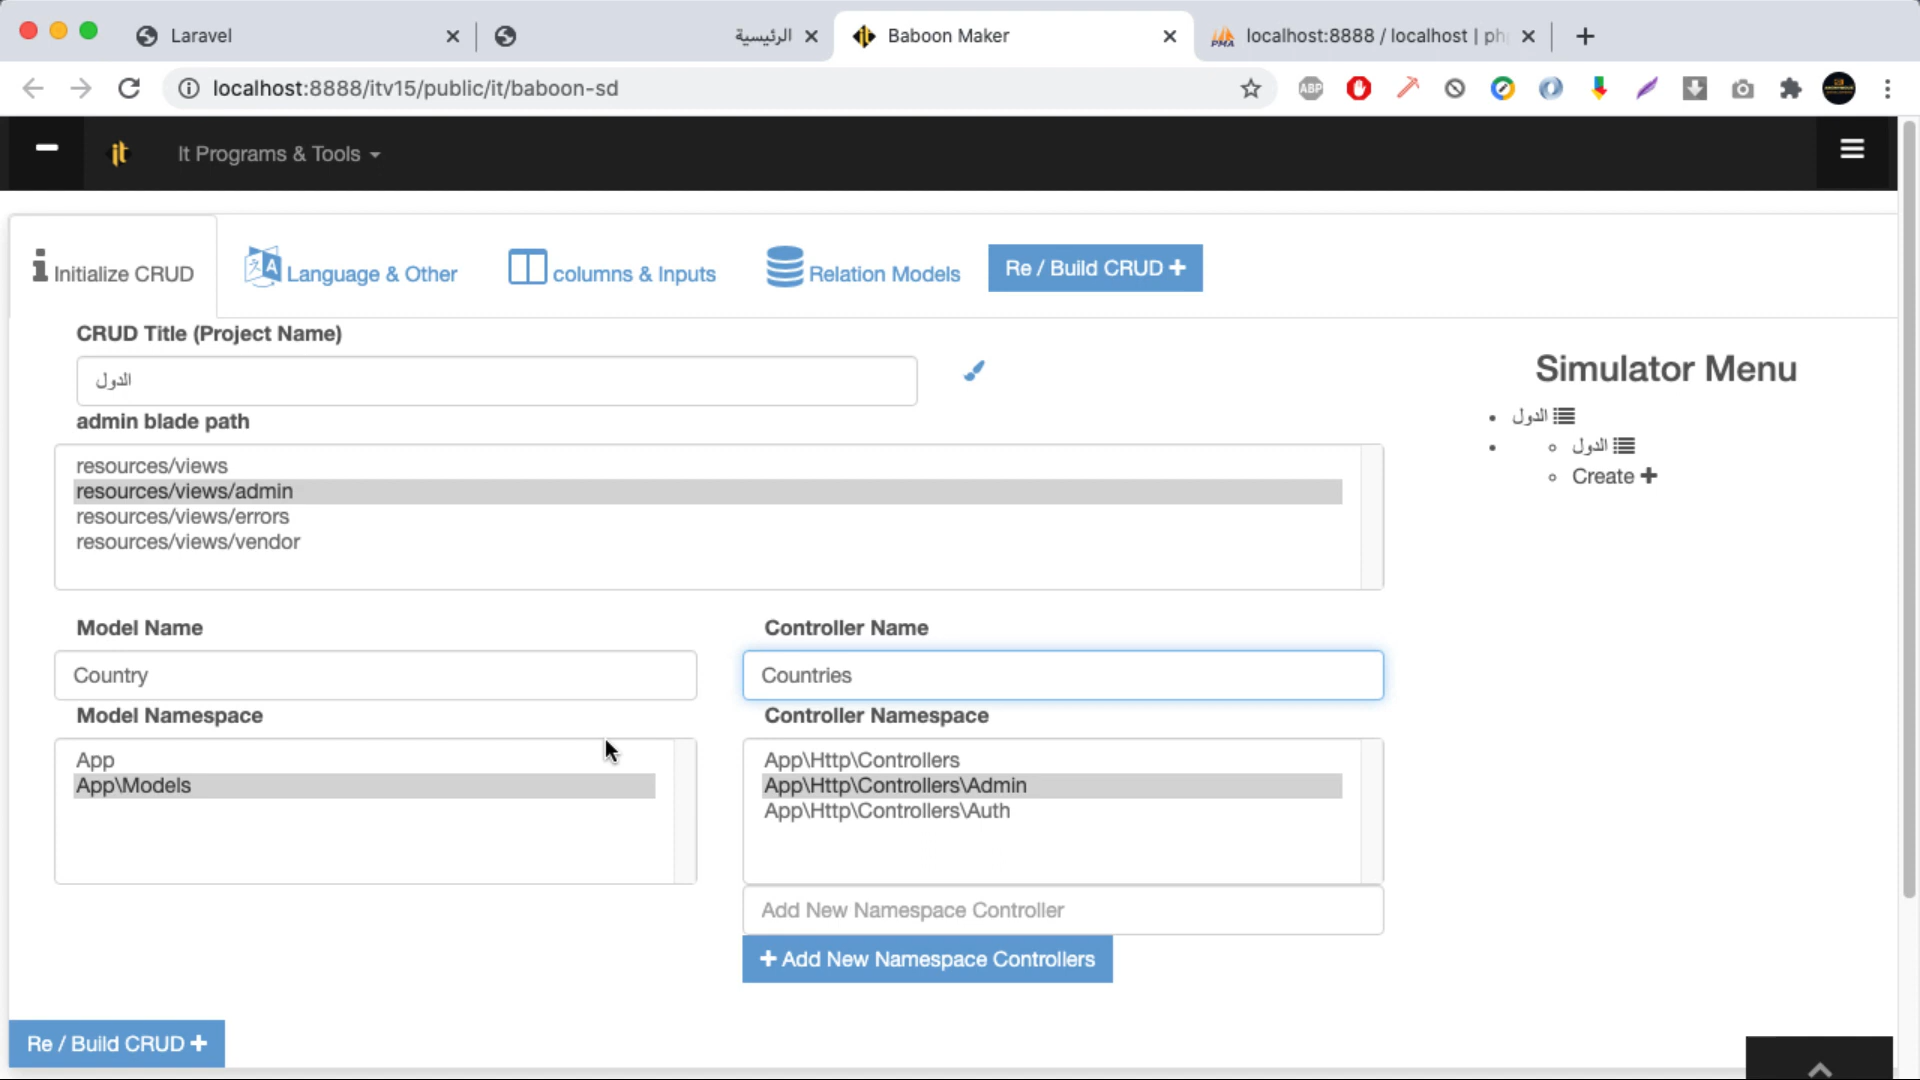 Laravel
الرئيسية
Baboon Maker
localhost:8888 / localhost | ph
localhost:8888/itv15/public/it/baboon-sd
ABP
it
It Programs & Tools
Initialize CRUD
Language & Other
columns & Inputs
Relation Models
Re / Build CRUD +
CRUD Title (Project Name)
الدول
admin blade path
resources/views
resources/views/admin
resources/views/errors
resources/views/vendor
Model Name
Country
Model Namespace
App
App\Models
Controller Name
Countries
Controller Namespace
App\Http\Controllers
App\Http\Controllers\Admin
App\Http\Controllers\Auth
Add New Namespace Controller
+ Add New Namespace Controllers
Re / Build CRUD +
Simulator Menu
الدول
الدول
Create +